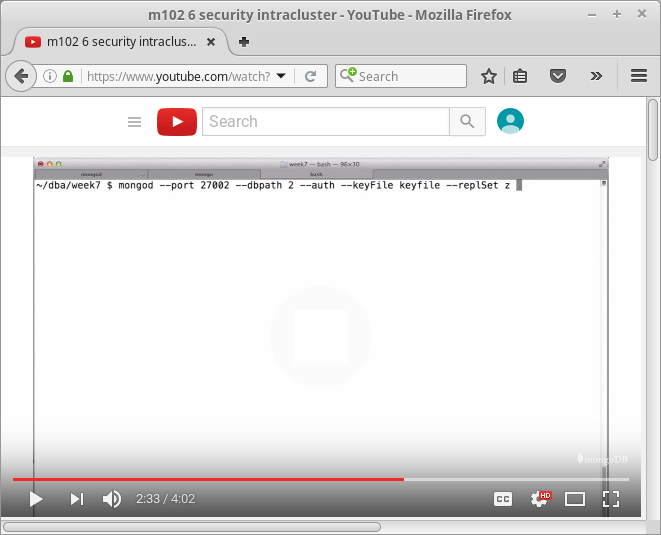 m102 6 security intracluster - YouTube - Mozilla Firefox
m102 6 security intraclus...
https://www.youtube.com/watch?
Search
Search
week7 — bash — 96×30
mongod
mongo
bash
~/dba/week7 $ mongod --port 27002 --dbpath 2 --auth --keyFile keyfile --replSet z
mongoDB
2:33 / 4:02
CC
HD